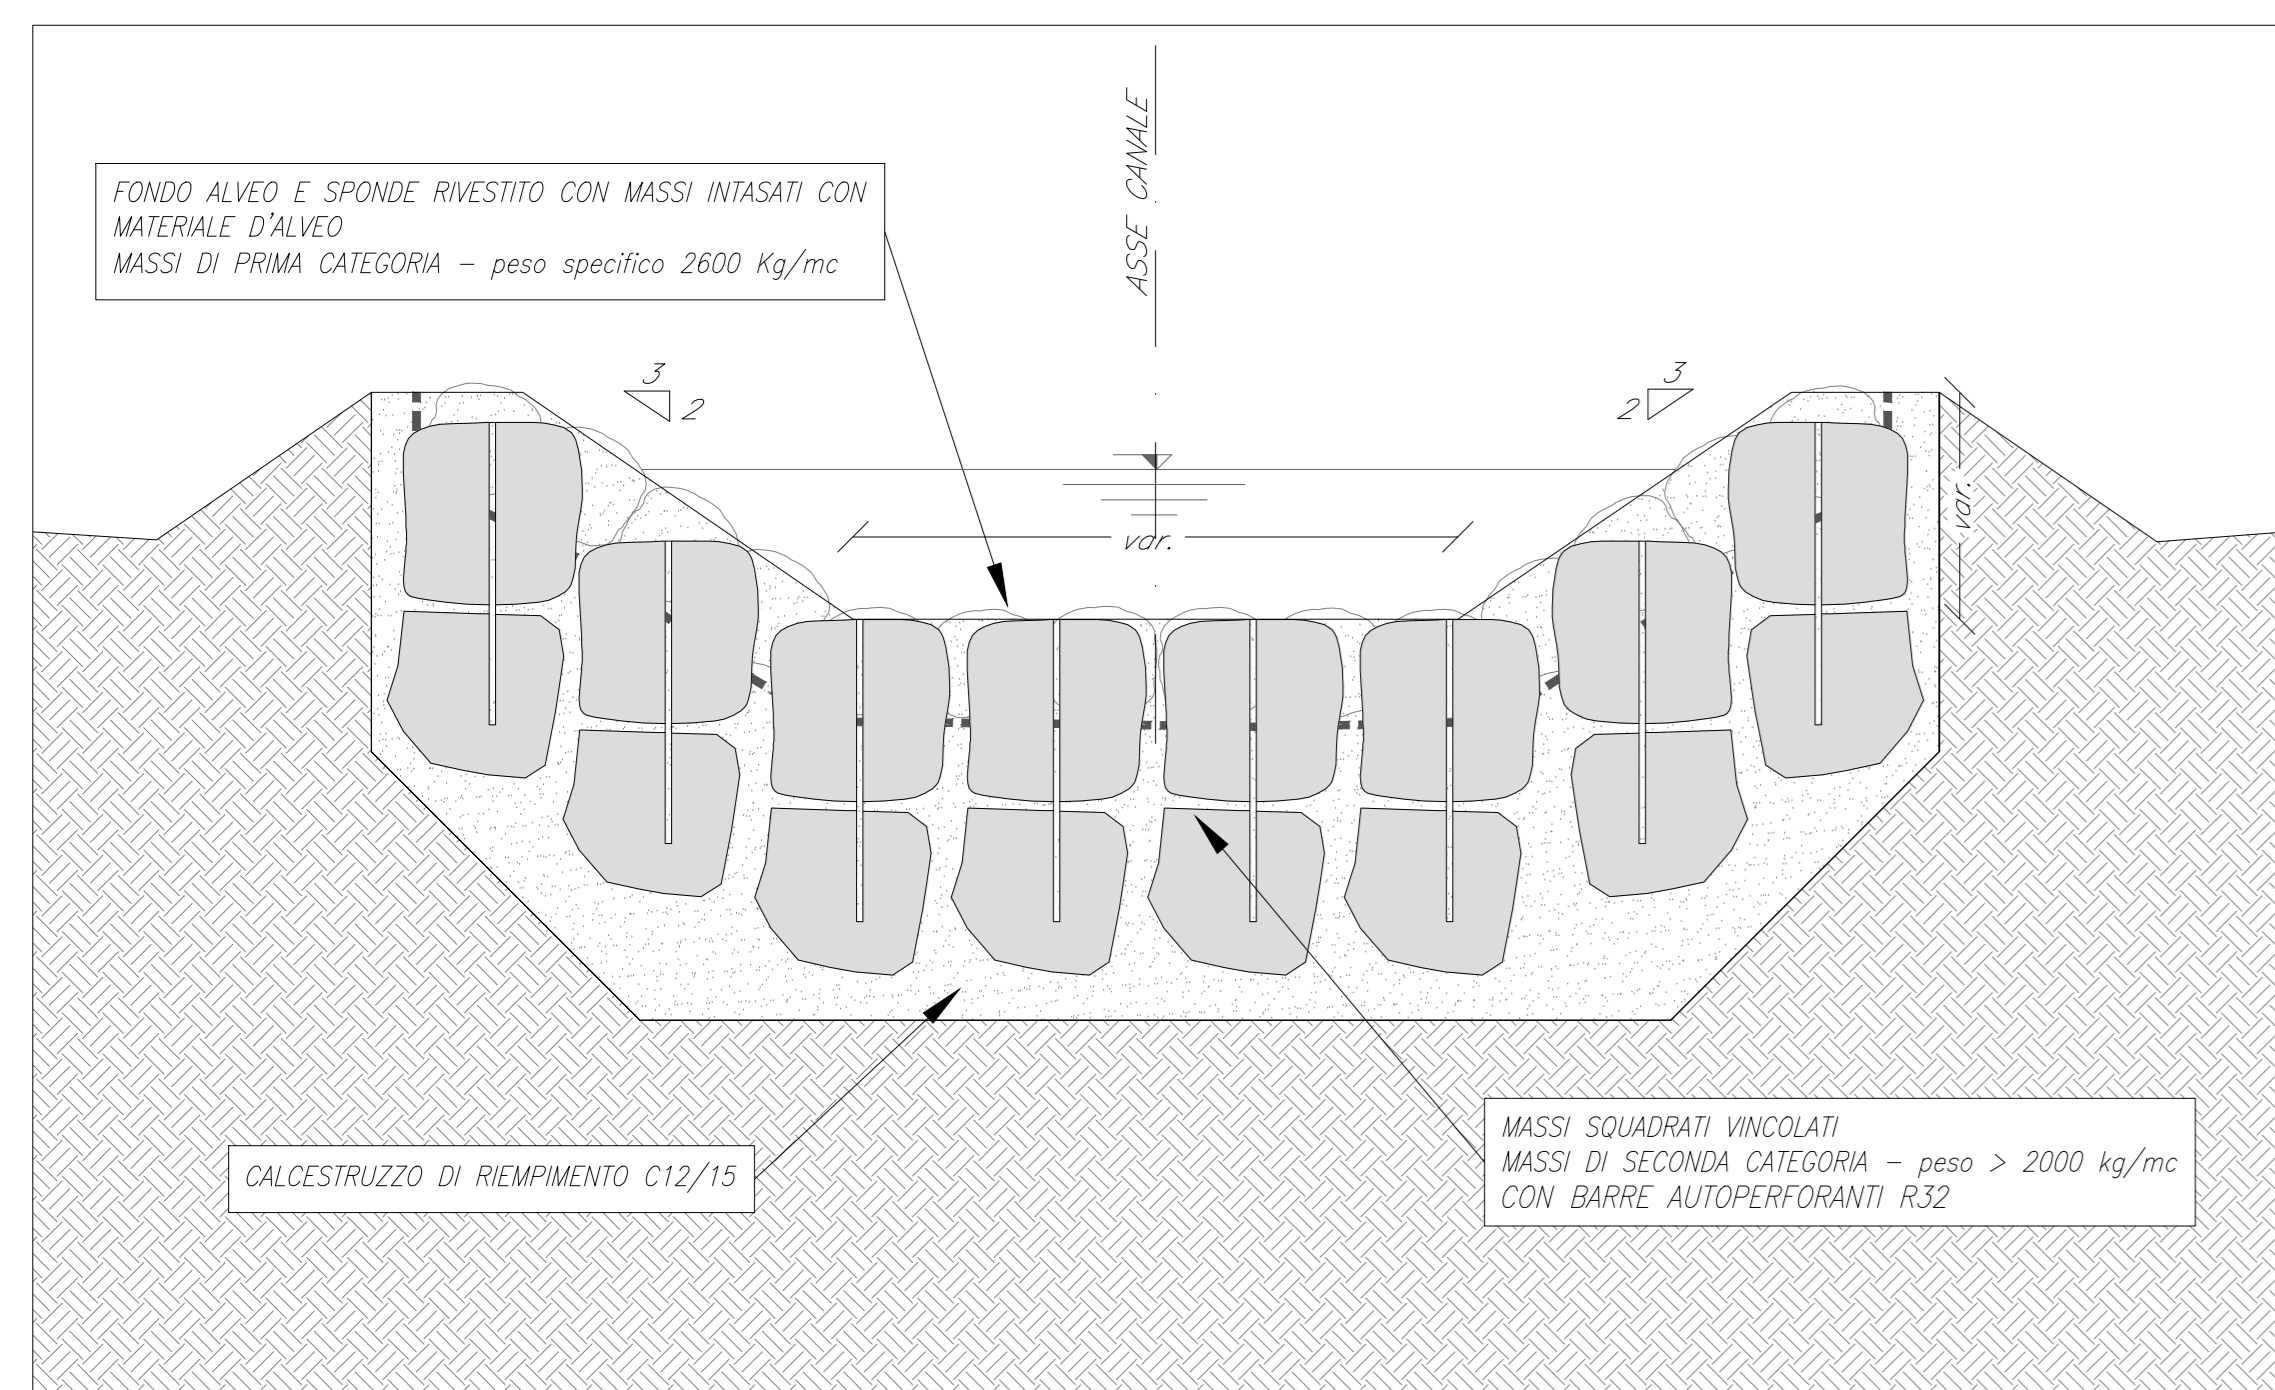 ASSE CANALE
FONDO ALVEO E SPONDE RIVESTITO CON MASSI INTASATI CON
MATERIALE D'ALVEO
MASSI DI PRIMA CATEGORIA – peso specifico 2600 Kg/mc
3
2
3
2
var.
var.
CALCESTRUZZO DI RIEMPIMENTO C12/15
MASSI SQUADRATI VINCOLATI
MASSI DI SECONDA CATEGORIA – peso > 2000 kg/mc
CON BARRE AUTOPERFORANTI R32